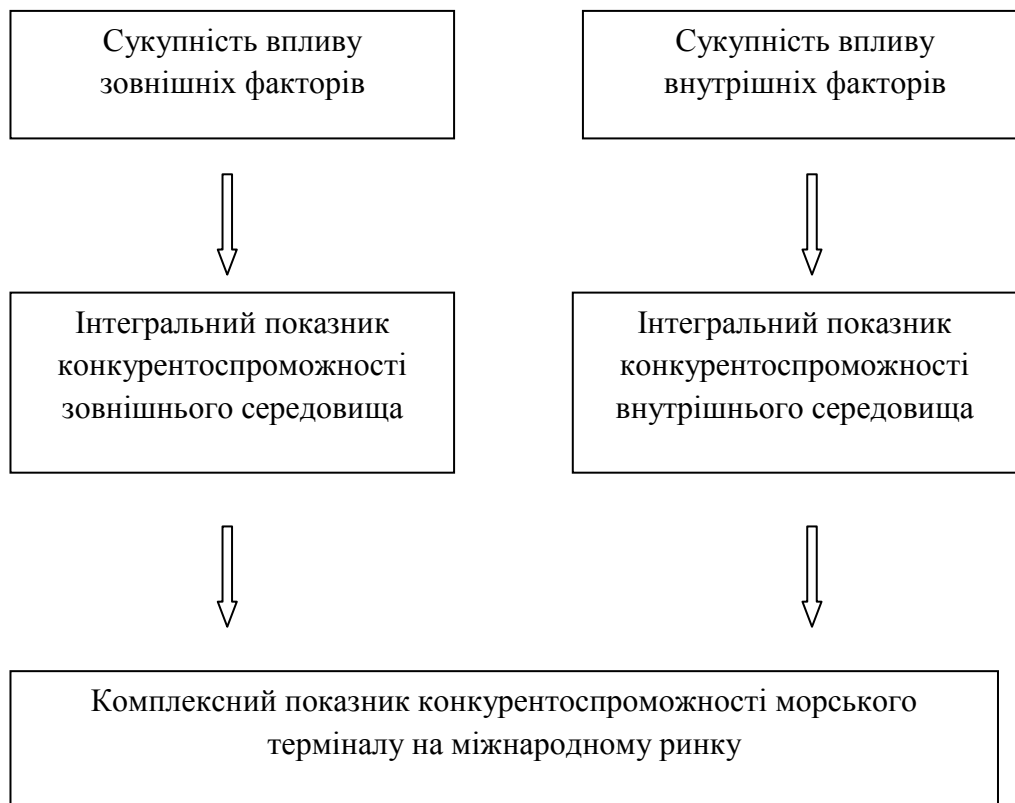 Сукупність впливу
зовнішніх факторів
Сукупність впливу
внутрішніх факторів
Інтегральний показник
конкурентоспроможності
зовнішнього середовища
Інтегральний показник
конкурентоспроможності
внутрішнього середовища
Комплексний показник конкурентоспроможності морського
терміналу на міжнародному ринку